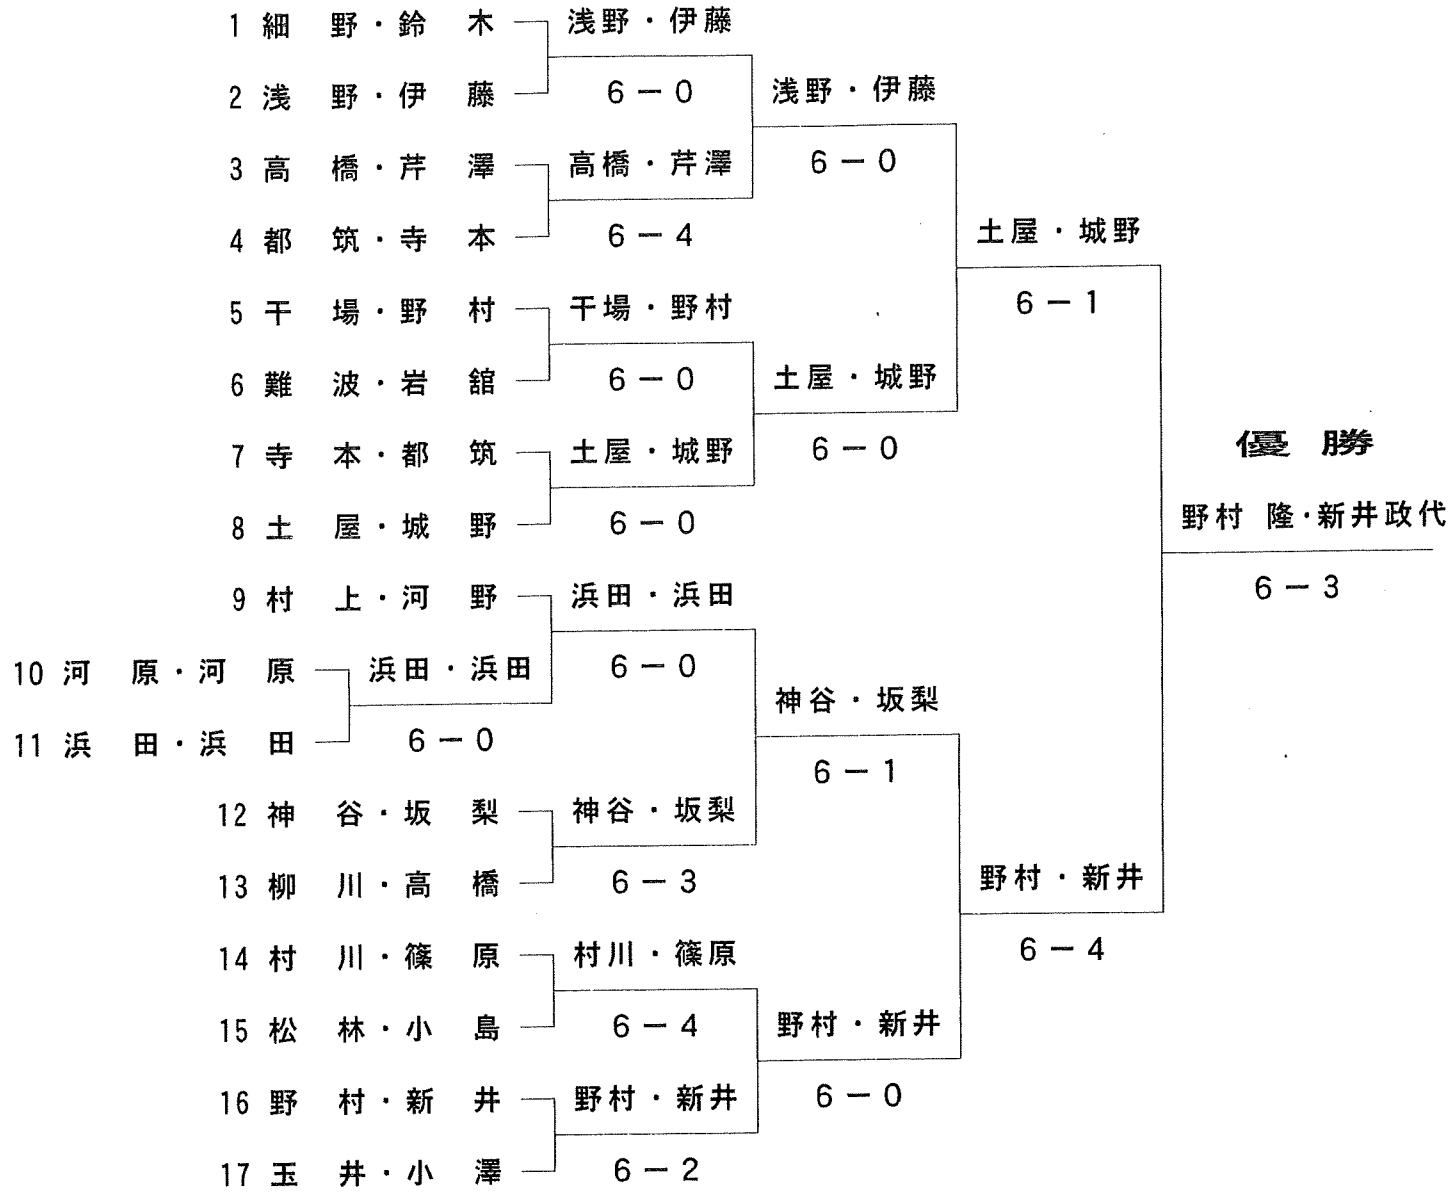 1 細野・鈴木
浅野・伊藤
2 浅野・伊藤
6－0
浅野・伊藤
3 高橋・芹澤
高橋・芹澤
6－0
4 都筑・寺本
6－4
土屋・城野
5 干場・野村
干場・野村
6－1
6 難波・岩舘
6－0
土屋・城野
7 寺本・都筑
土屋・城野
6－0
優勝
8 土屋・城野
6－0
野村 隆・新井政代
9 村上・河野
浜田・浜田
6－3
10 河原・河原
浜田・浜田
6－0
11 浜田・浜田
6－0
神谷・坂梨
6－1
12 神谷・坂梨
神谷・坂梨
13 柳川・高橋
6－3
野村・新井
14 村川・篠原
村川・篠原
6－4
15 松林・小島
6－4
野村・新井
16 野村・新井
野村・新井
6－0
17 玉井・小澤
6－2